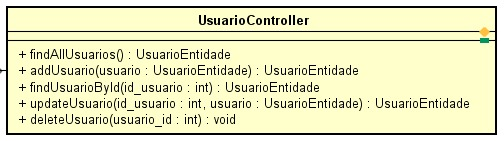 UsuarioController
+ findAllUsuarios() : UsuarioEntidade
+ addUsuario(usuario : UsuarioEntidade) : UsuarioEntidade
+ findUsuarioById(id_usuario : int) : UsuarioEntidade
+ updateUsuario(id_usuario : int, usuario : UsuarioEntidade) : UsuarioEntidade
+ deleteUsuario(usuario_id : int) : void